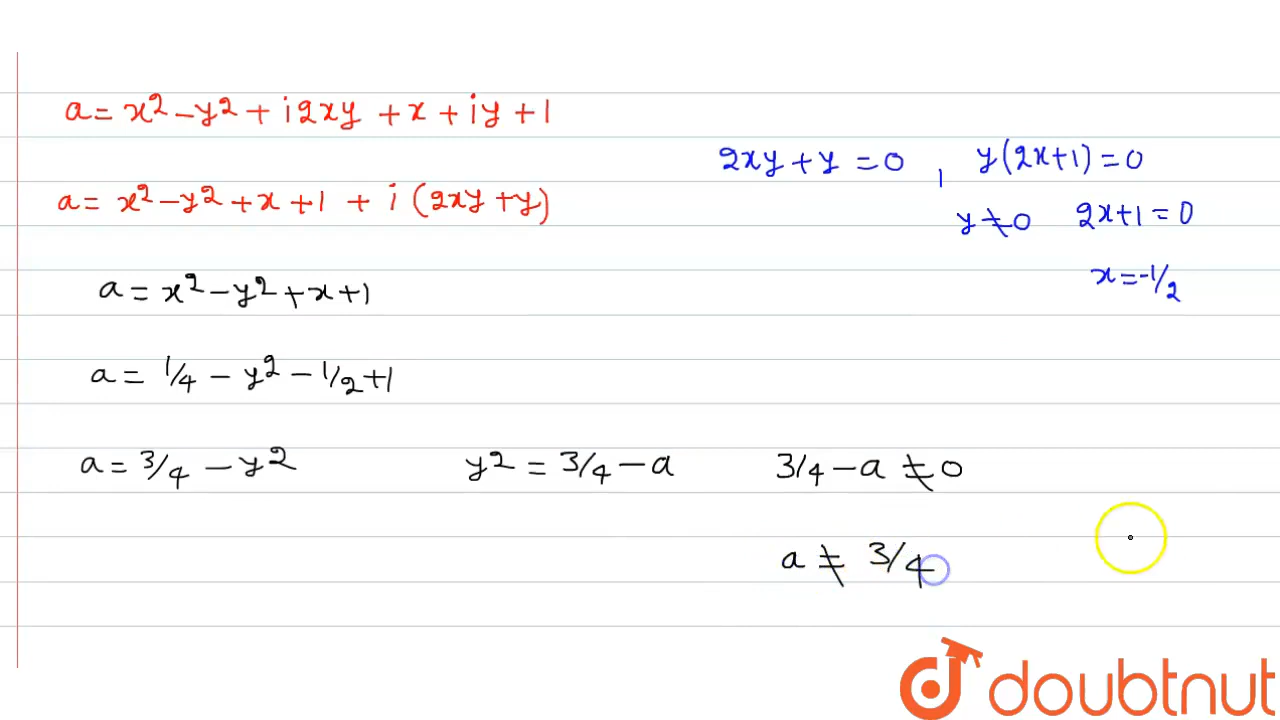 a = x² - y² + i2xy + x + iy + 1
2xy + y = 0 , y(2x+1) = 0
a = x² - y² + x + 1 + i(2xy + y)
y ≠ 0 2x+1 = 0
a = x² - y² + x + 1
x = -1/2
a = 1/4 - y² - 1/2 + 1
a = 3/4 - y² y² = 3/4 - a 3/4 - a ≠ 0
a ≠ 3/4
doubtnut